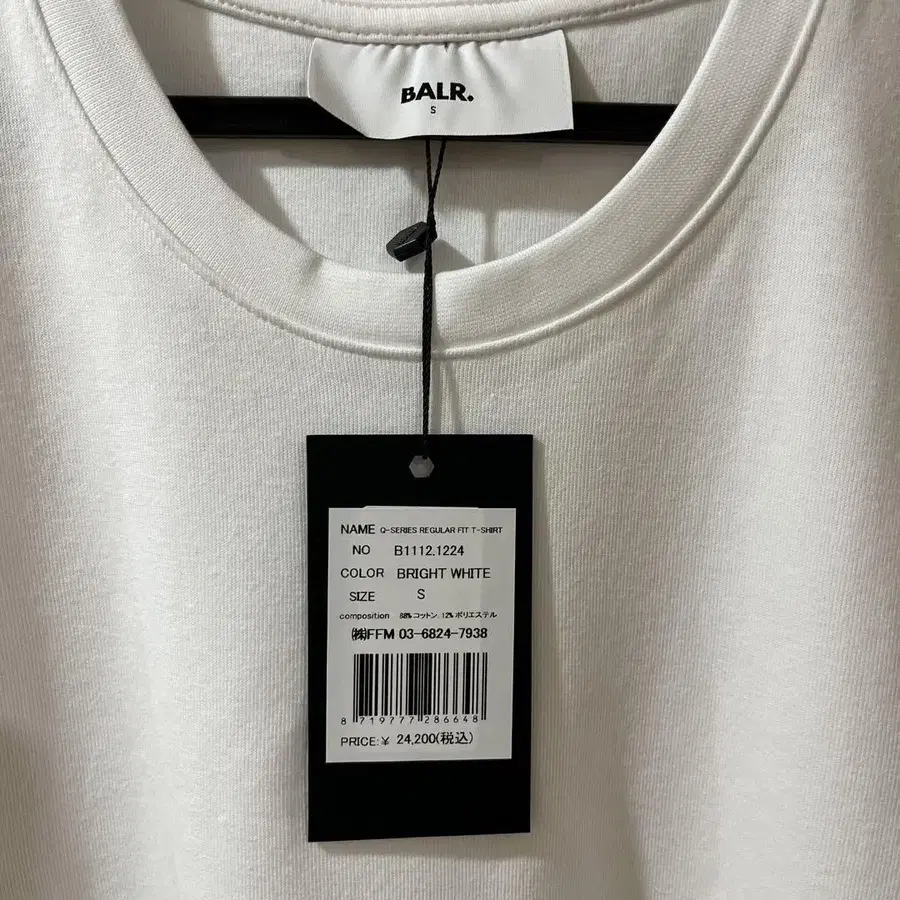 BALR.
S
NAME Q-SERIES REGULAR FIT T-SHIRT
NO B1112.1224
COLOR BRIGHT WHITE
SIZE S
composition 88%コットン 12%ポリエステル
㈱FFM 03-6824-7938
8 719777 286648
PRICE:¥ 24,200(税込)